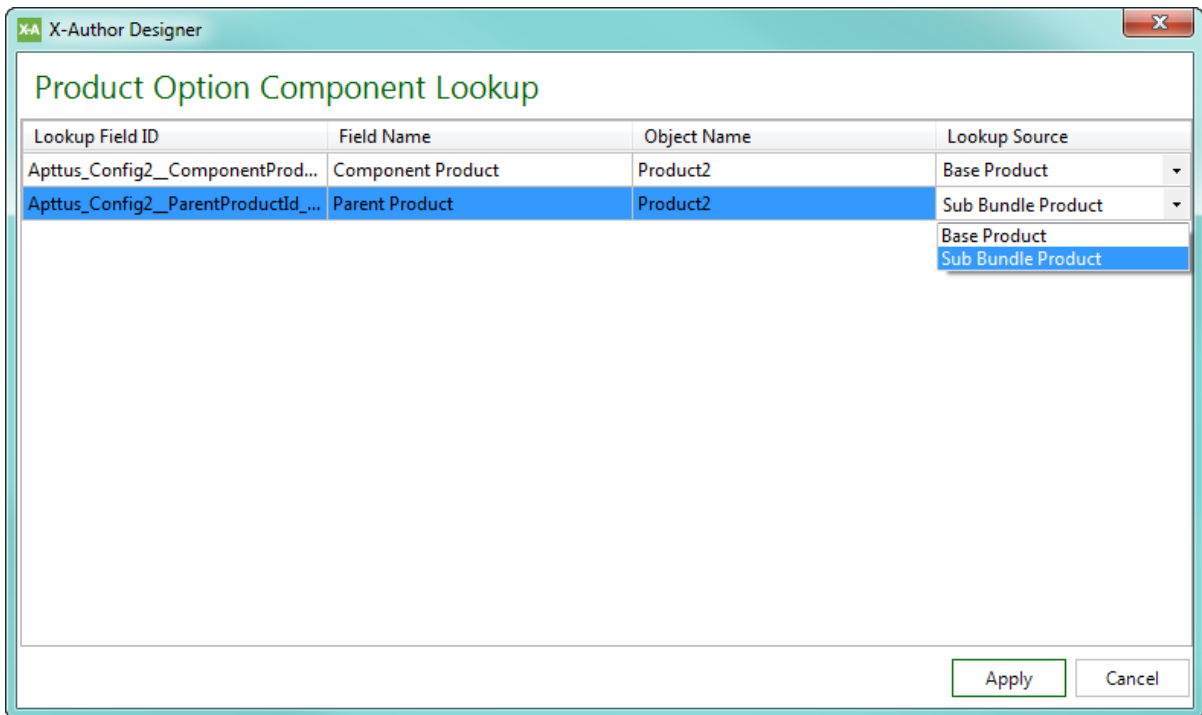 X-A X-Author Designer
Product Option Component Lookup
Lookup Field ID Field Name Object Name Lookup Source
Apttus_Config2__ComponentProd... Component Product Product2 Base Product
Apttus_Config2__ParentProductId_... Parent Product Product2 Sub Bundle Product
Base Product
Sub Bundle Product
Apply Cancel